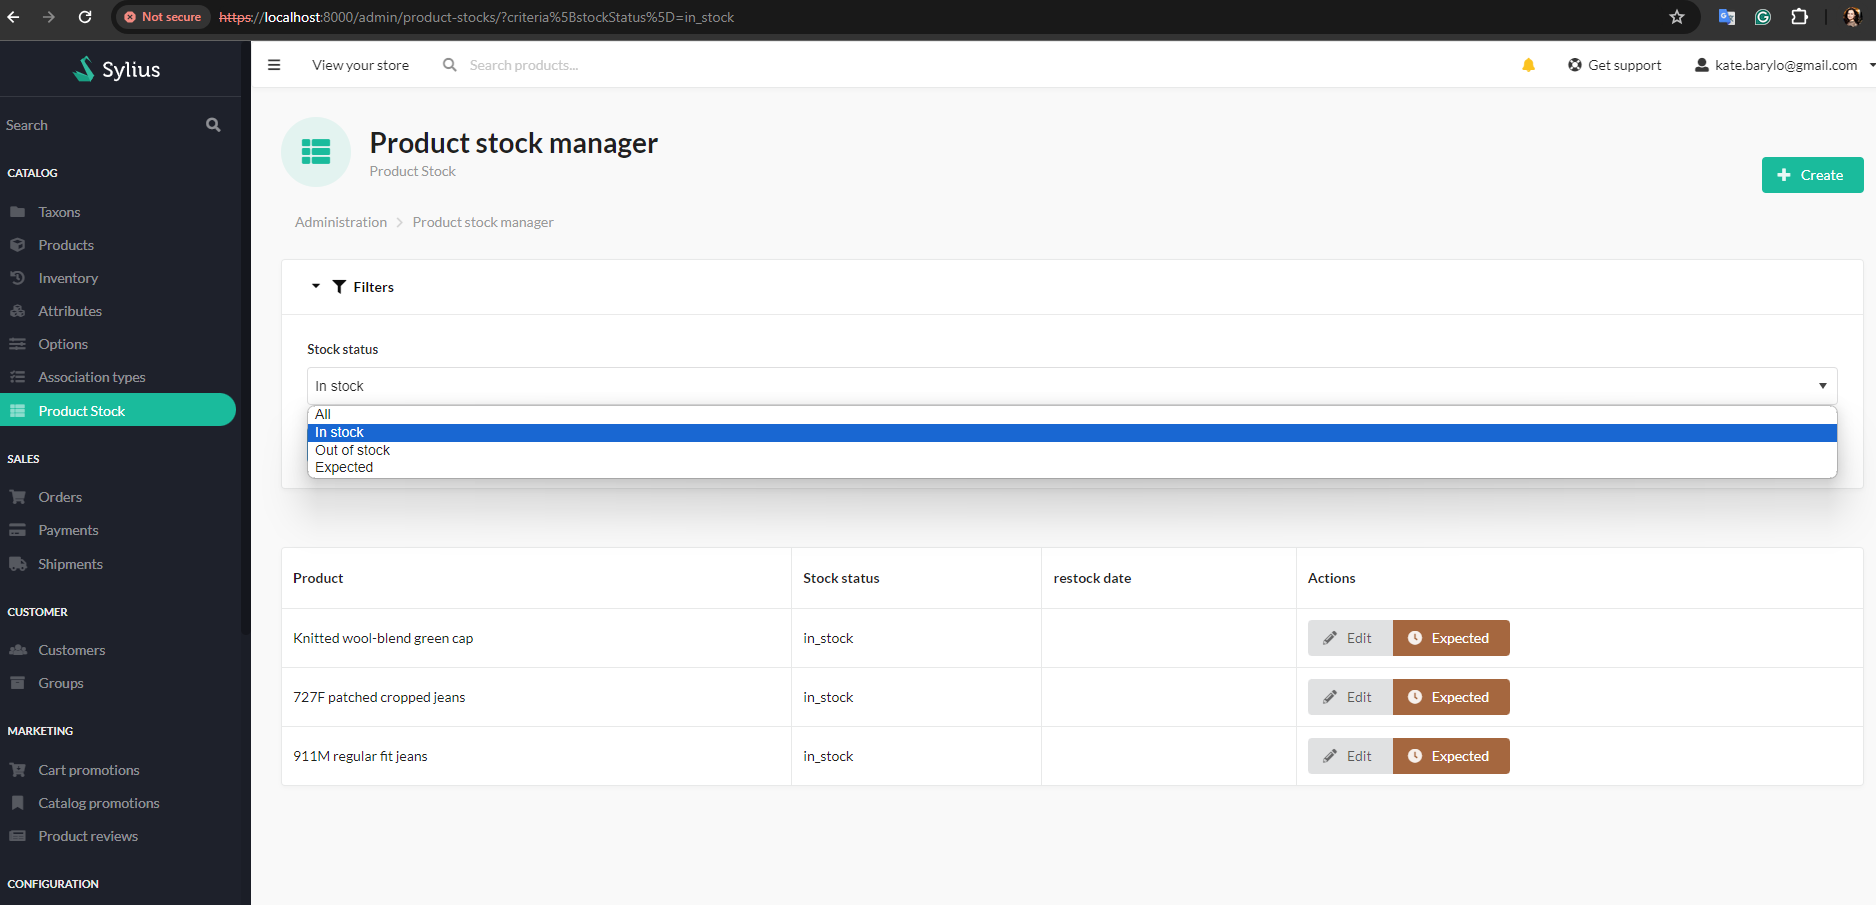 Not secure https://localhost:8000/admin/product-stocks/?criteria%5BstockStatus%5D=in_stock
Sylius
View your store
Search products...
Get support
kate.barylo@gmail.com
Search
CATALOG
Taxons
Products
Inventory
Attributes
Options
Association types
Product Stock
SALES
Orders
Payments
Shipments
CUSTOMER
Customers
Groups
MARKETING
Cart promotions
Catalog promotions
Product reviews
CONFIGURATION
Product stock manager
Product Stock
Create
Administration > Product stock manager
Filters
Stock status
In stock
All
In stock
Out of stock
Expected
Product Stock status restock date Actions
Knitted wool-blend green cap in_stock Edit Expected
727F patched cropped jeans in_stock Edit Expected
911M regular fit jeans in_stock Edit Expected